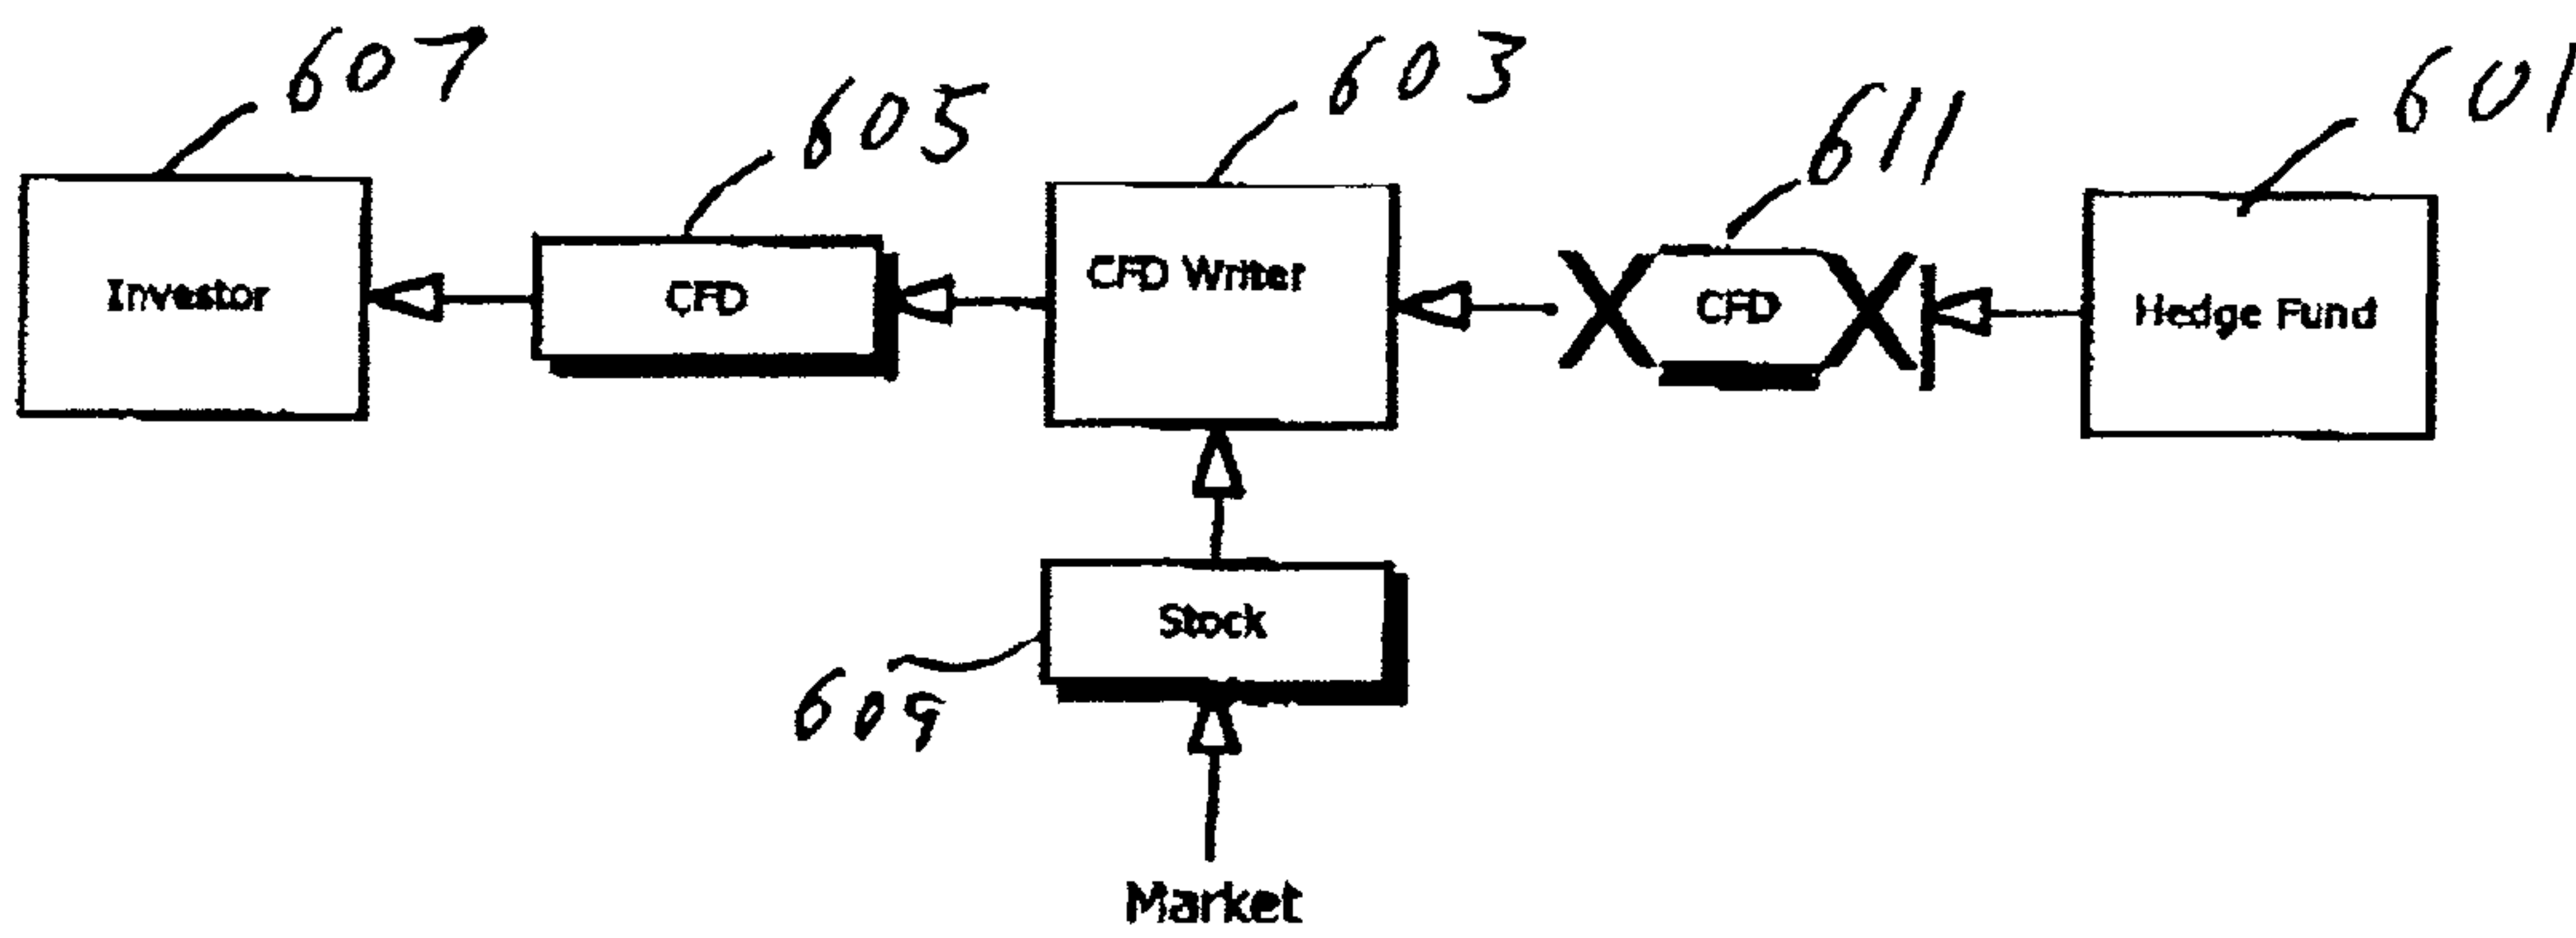 607
605
603
611
601
Investor
CFD
CFD Writer
CFD
Hedge Fund
Stock
609
Market